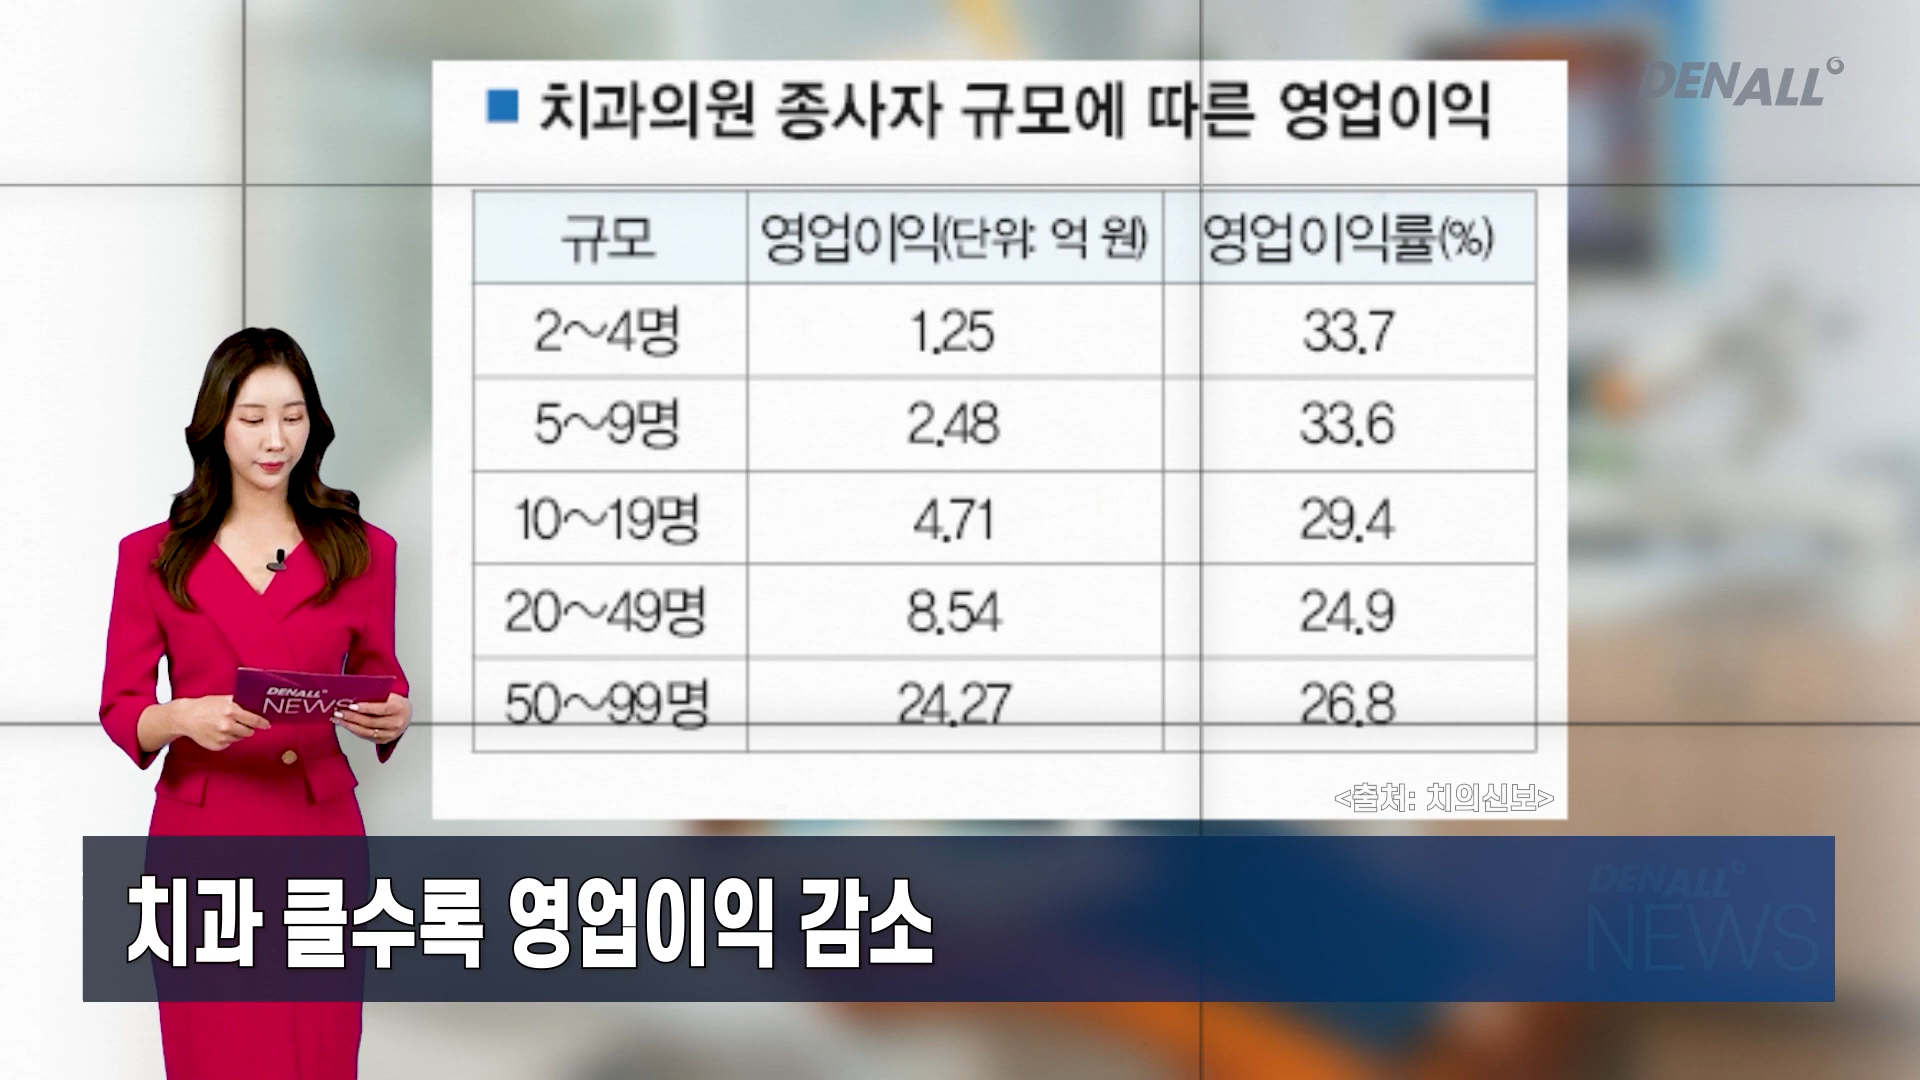 DENALL
■ 치과의원 종사자 규모에 따른 영업이익
규모 영업이익(단위: 억 원) 영업이익률(%)
2~4명 1.25 33.7
5~9명 2.48 33.6
10~19명 4.71 29.4
20~49명 8.54 24.9
50~99명 24.27 26.8
<출처: 치의신보>
DENALL
NEWS
치과 클수록 영업이익 감소
DENALL
NEWS